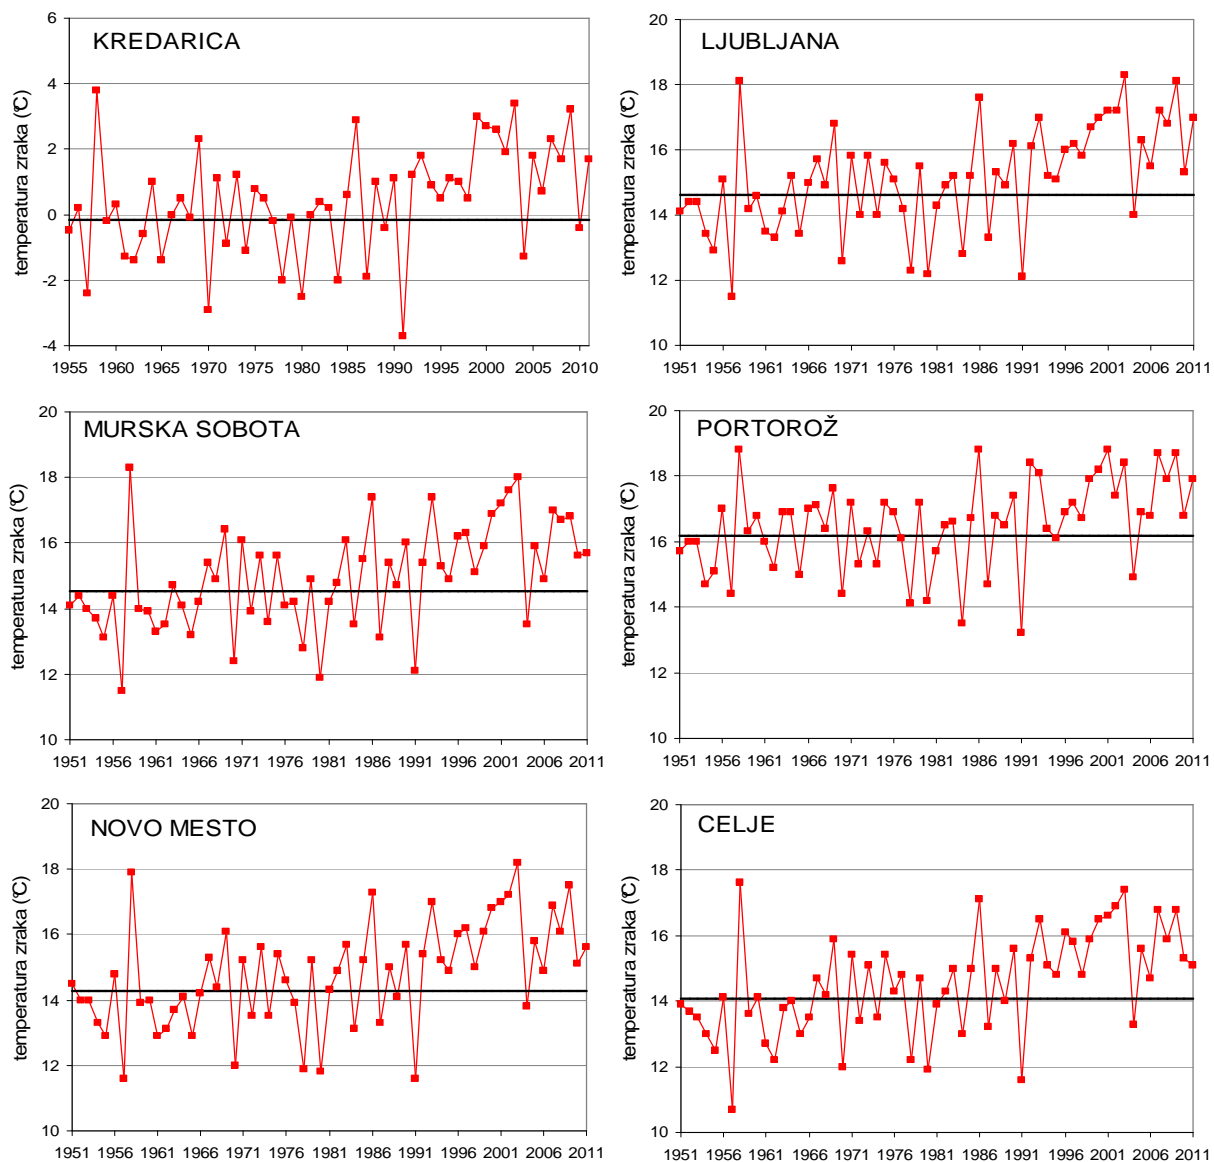 KREDARICA
temperatura zraka (°C)
6
4
2
0
-2
-4
1955 1960 1965 1970 1975 1980 1985 1990 1995 2000 2005 2010
LJUBLJANA
temperatura zraka (°C)
20
18
16
14
12
10
1951 1956 1961 1966 1971 1976 1981 1986 1991 1996 2001 2006 2011
MURSKA SOBOTA
temperatura zraka (°C)
20
18
16
14
12
10
1951 1956 1961 1966 1971 1976 1981 1986 1991 1996 2001 2006 2011
PORTOROŽ
temperatura zraka (°C)
20
18
16
14
12
10
1951 1956 1961 1966 1971 1976 1981 1986 1991 1996 2001 2006 2011
NOVO MESTO
temperatura zraka (°C)
20
18
16
14
12
10
1951 1956 1961 1966 1971 1976 1981 1986 1991 1996 2001 2006 2011
CELJE
temperatura zraka (°C)
20
18
16
14
12
10
1951 1956 1961 1966 1971 1976 1981 1986 1991 1996 2001 2006 2011